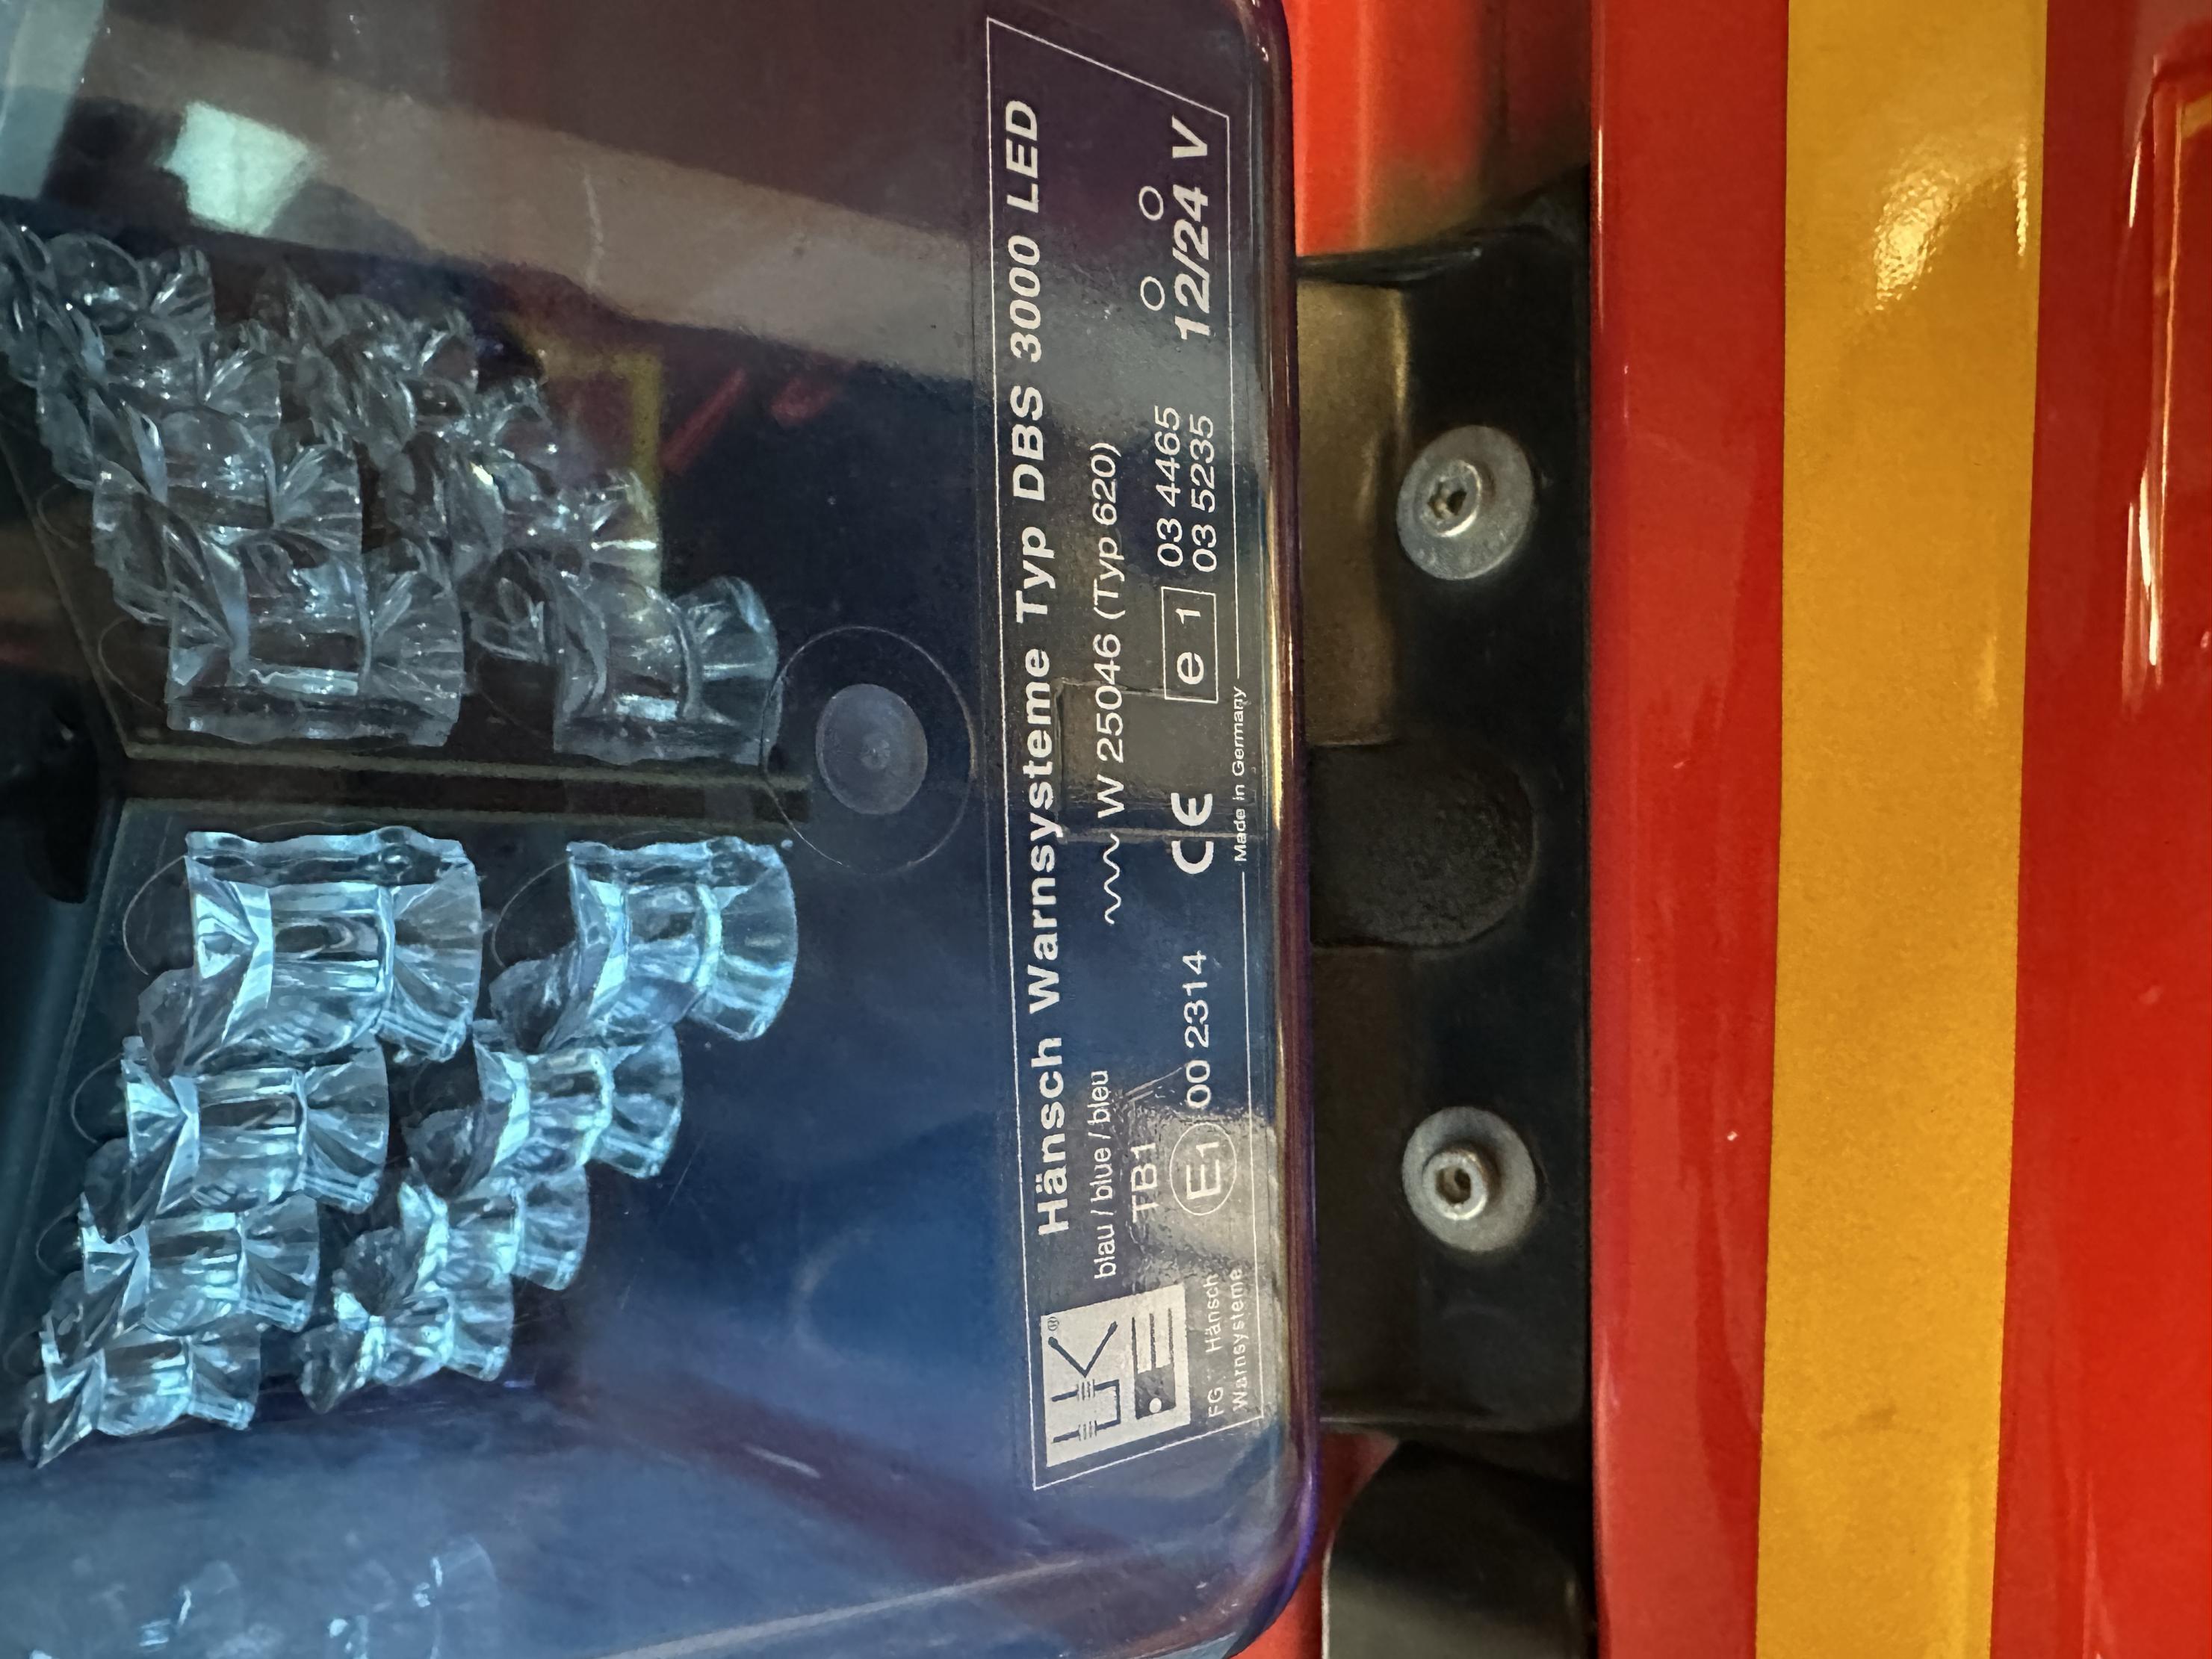 Hänsch Warnsysteme Typ DBS 3000 LED
blau / blue / bleu
W 25046 (Typ 620)
TB1
E1 00 2314 CE e 1 03 4465
03 5235
12/24 V
FG Hänsch
Warnsysteme
Made in Germany